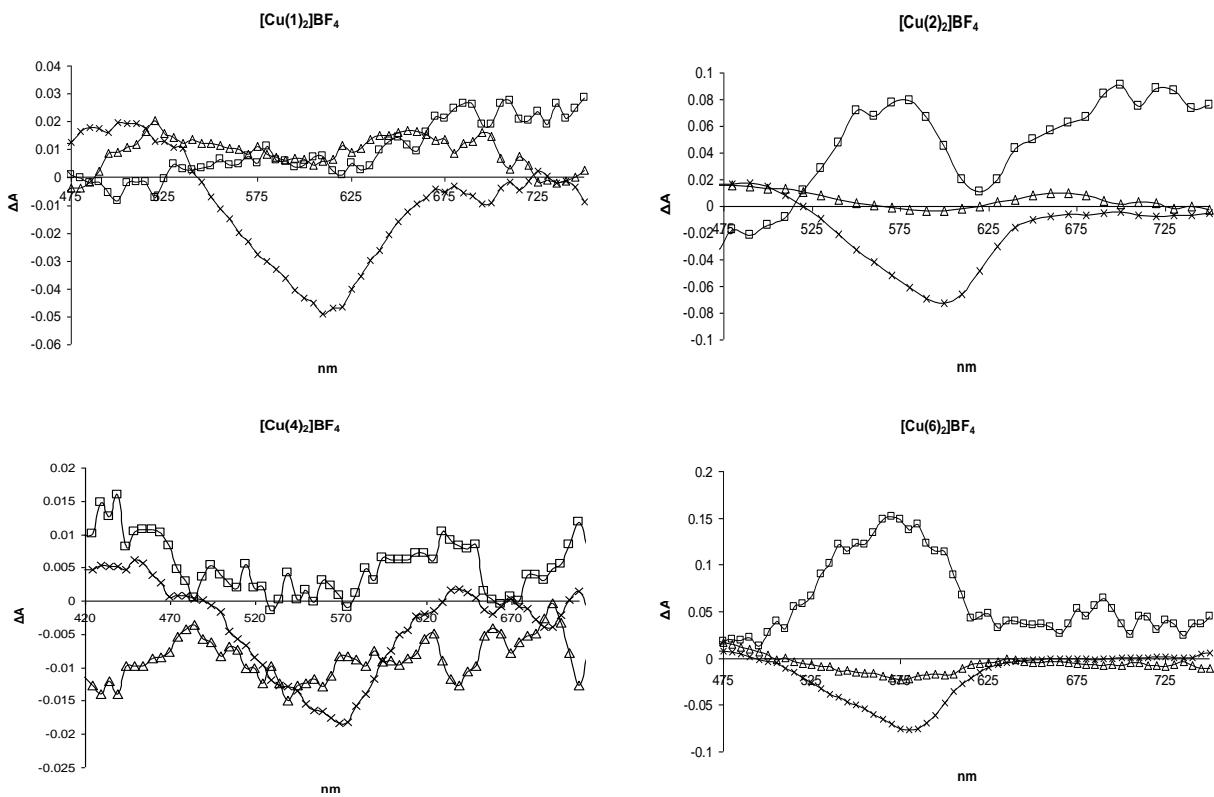 [Cu(1)₂]BF₄
0.04
0.03
0.02
0.01
0
-0.01
-0.02
-0.03
-0.04
-0.05
-0.06
475 525 575 625 675 725
ΔA
nm
[Cu(2)₂]BF₄
0.1
0.08
0.06
0.04
0.02
0
-0.02
-0.04
-0.06
-0.08
-0.1
475 525 575 625 675 725
ΔA
nm
[Cu(4)₂]BF₄
0.02
0.015
0.01
0.005
0
-0.005
-0.01
-0.015
-0.02
-0.025
420 470 520 570 620 670
ΔA
nm
[Cu(6)₂]BF₄
0.2
0.15
0.1
0.05
0
-0.05
-0.1
475 525 575 625 675 725
ΔA
nm